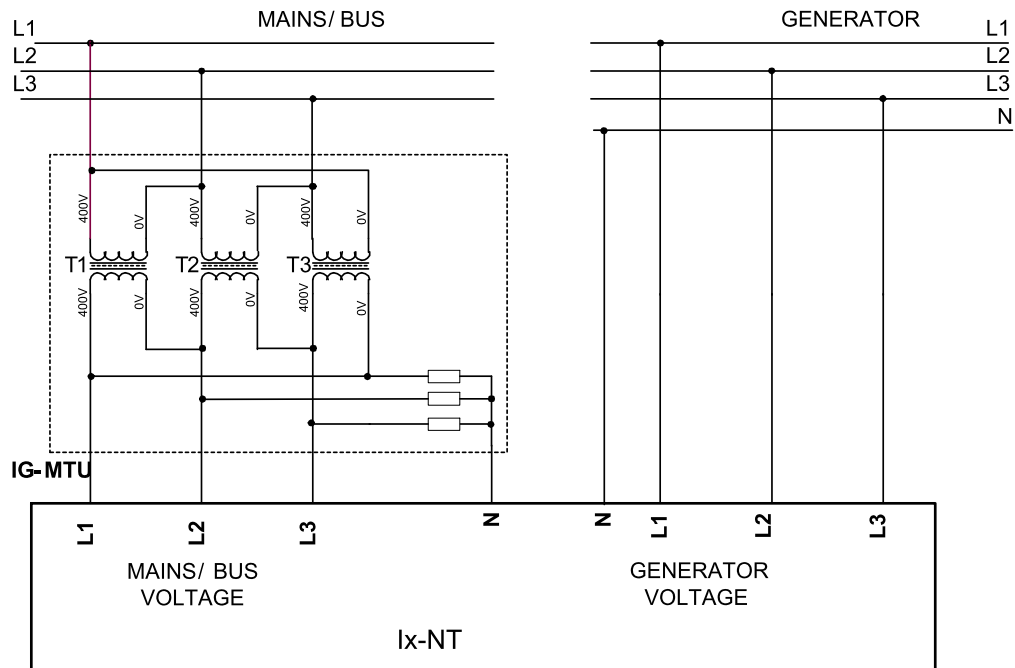 MAINS/ BUS
GENERATOR
L1
L2
L3
L1
L2
L3
N
400V
0V
400V
0V
400V
0V
T1
T2
T3
400V
0V
400V
0V
400V
0V
IG-MTU
L1
L2
L3
N
N
L1
L2
L3
MAINS/ BUS
VOLTAGE
GENERATOR
VOLTAGE
Ix-NT